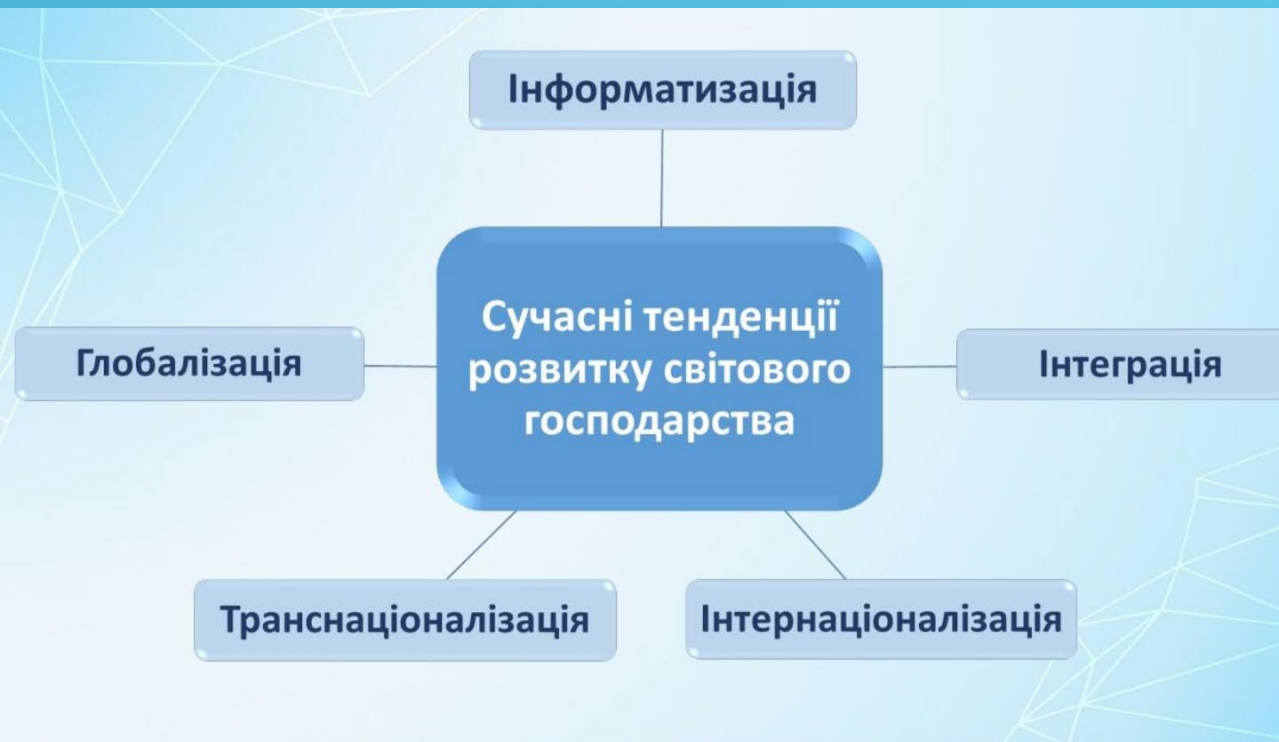 Інформатизація
Сучасні тенденції
розвитку світового
господарства
Глобалізація
Інтеграція
Транснаціоналізація
Інтернаціоналізація